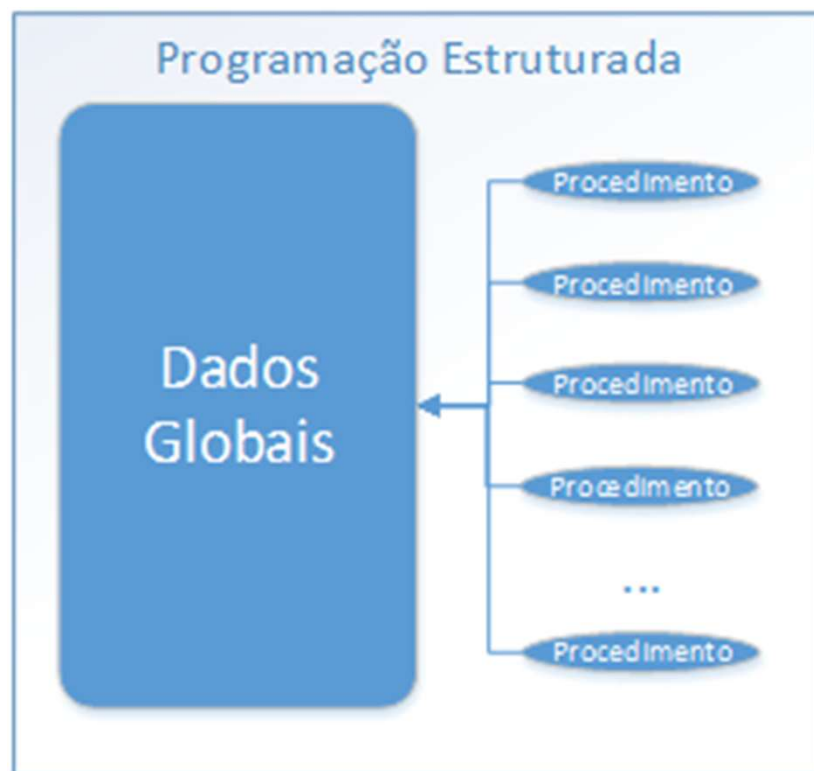 Programação Estruturada
Dados
Globais
Procedimento
Procedimento
Procedimento
Procedimento
...
Procedimento